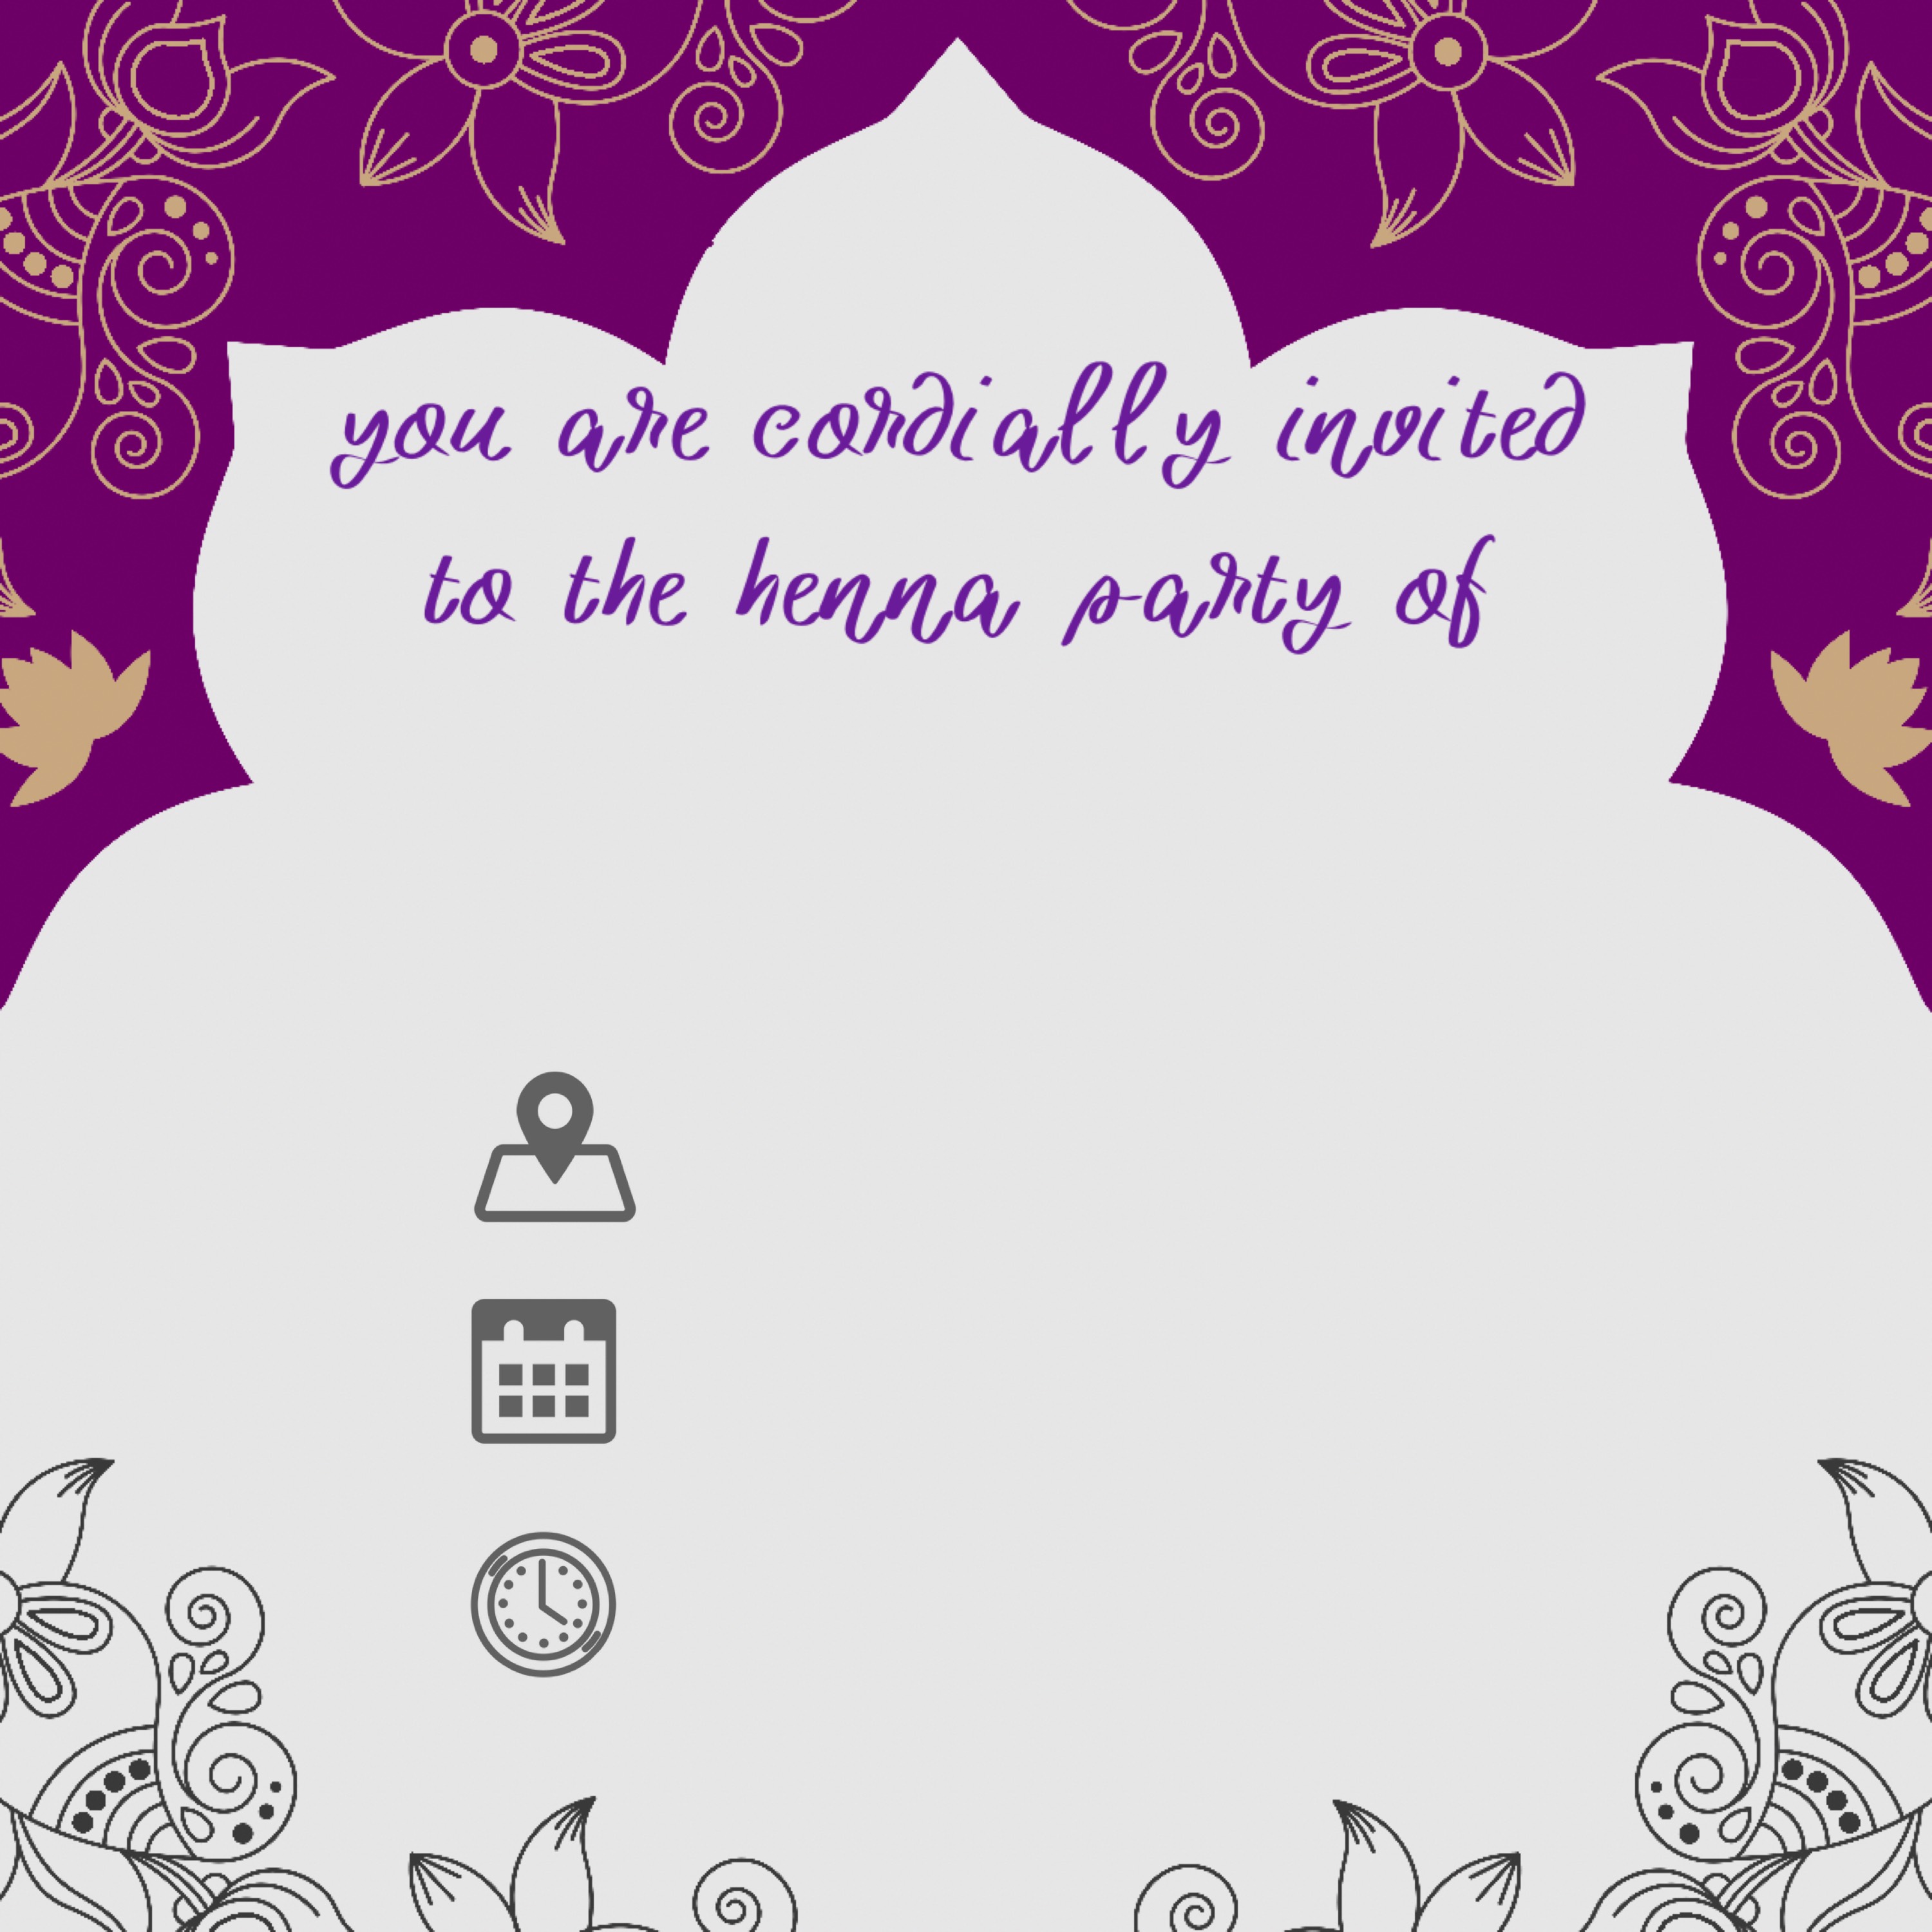 you are cordially invited
to the henna party of